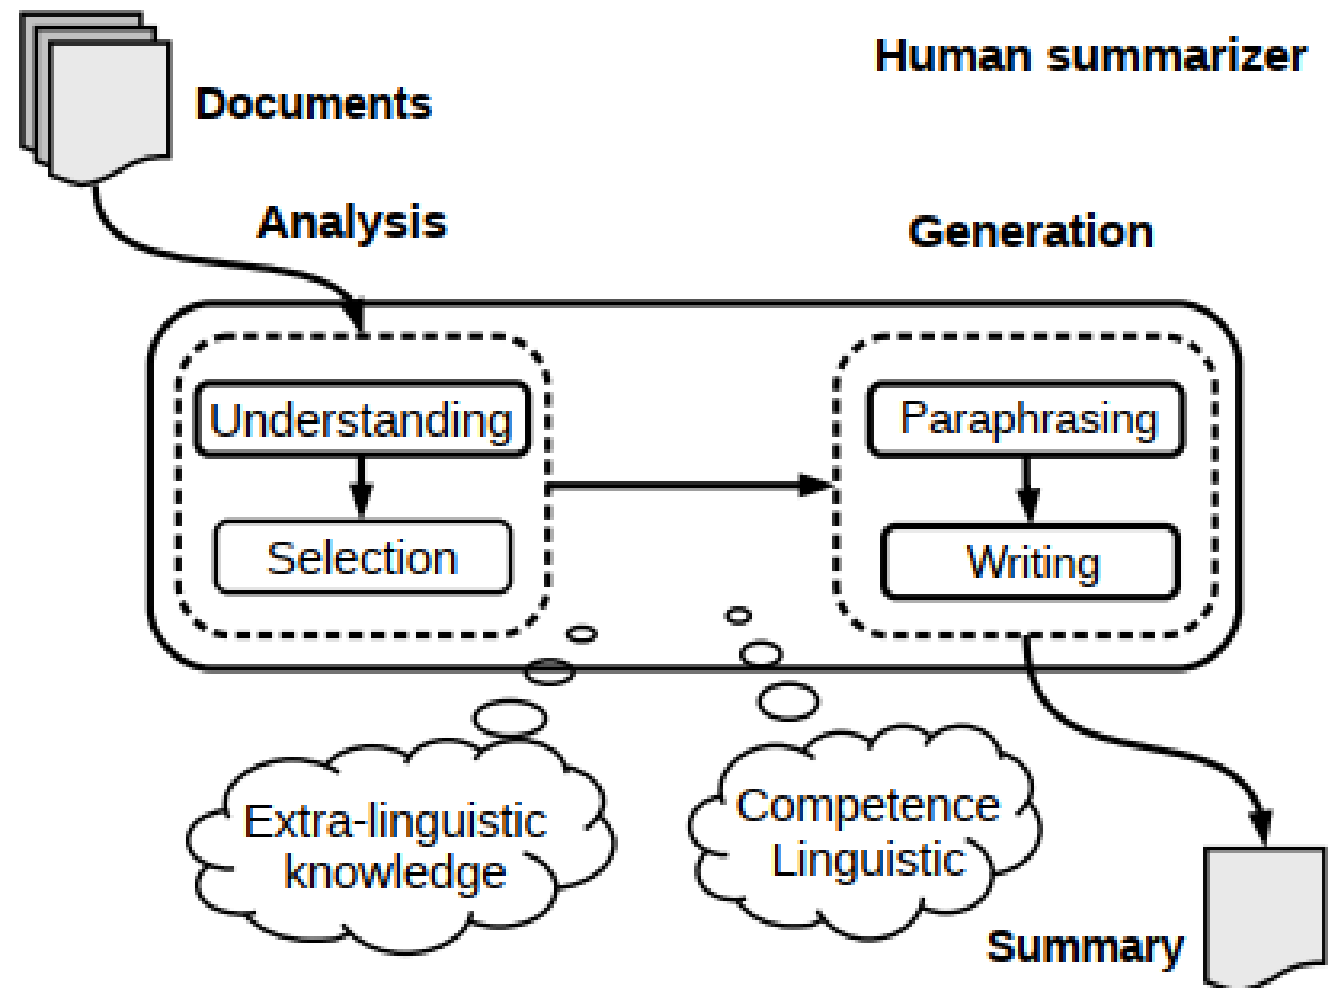 Human summarizer
Documents
Analysis
Generation
Understanding
Selection
Paraphrasing
Writing
Extra-linguistic
knowledge
Competence
Linguistic
Summary